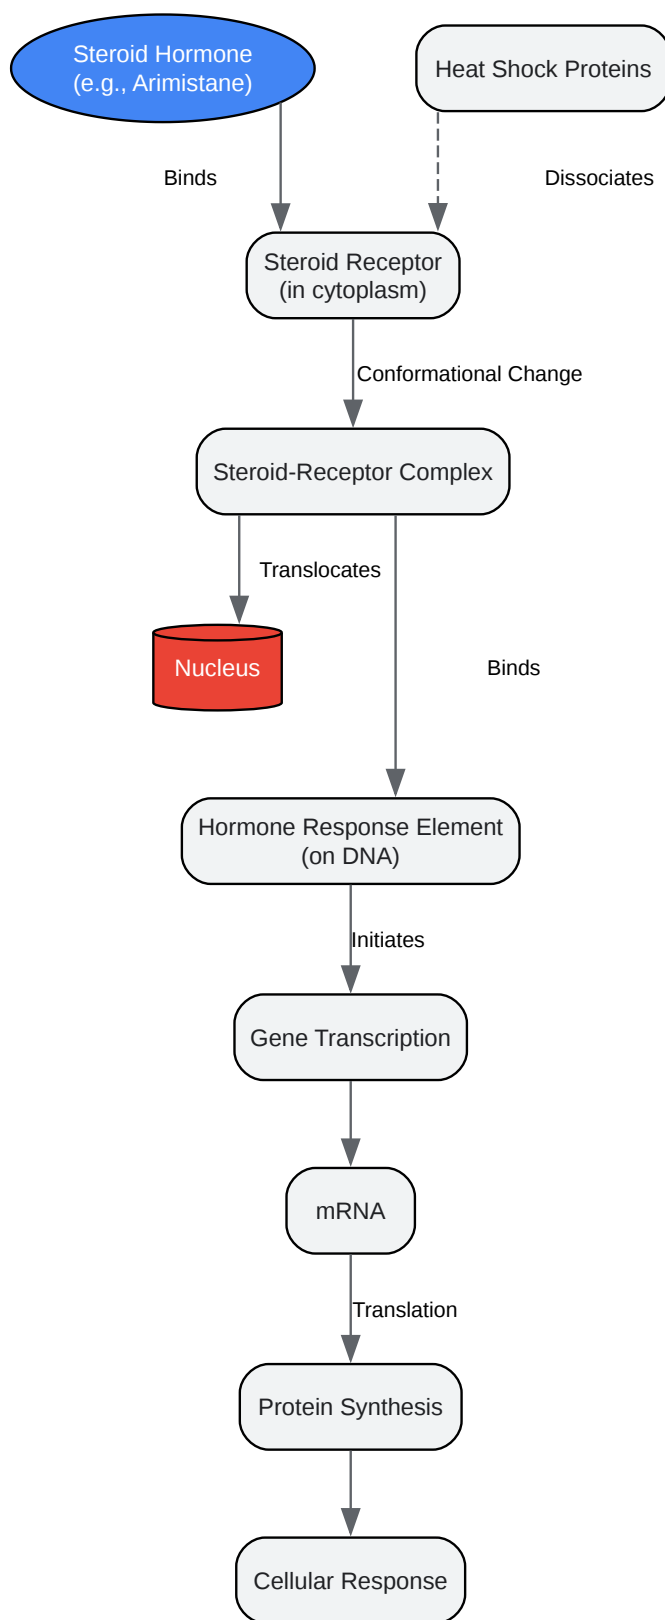 Steroid Hormone
(e.g., Arimistane)
Heat Shock Proteins
Binds
Dissociates
Steroid Receptor
(in cytoplasm)
Conformational Change
Steroid-Receptor Complex
Translocates
Nucleus
Binds
Hormone Response Element
(on DNA)
Initiates
Gene Transcription
mRNA
Translation
Protein Synthesis
Cellular Response